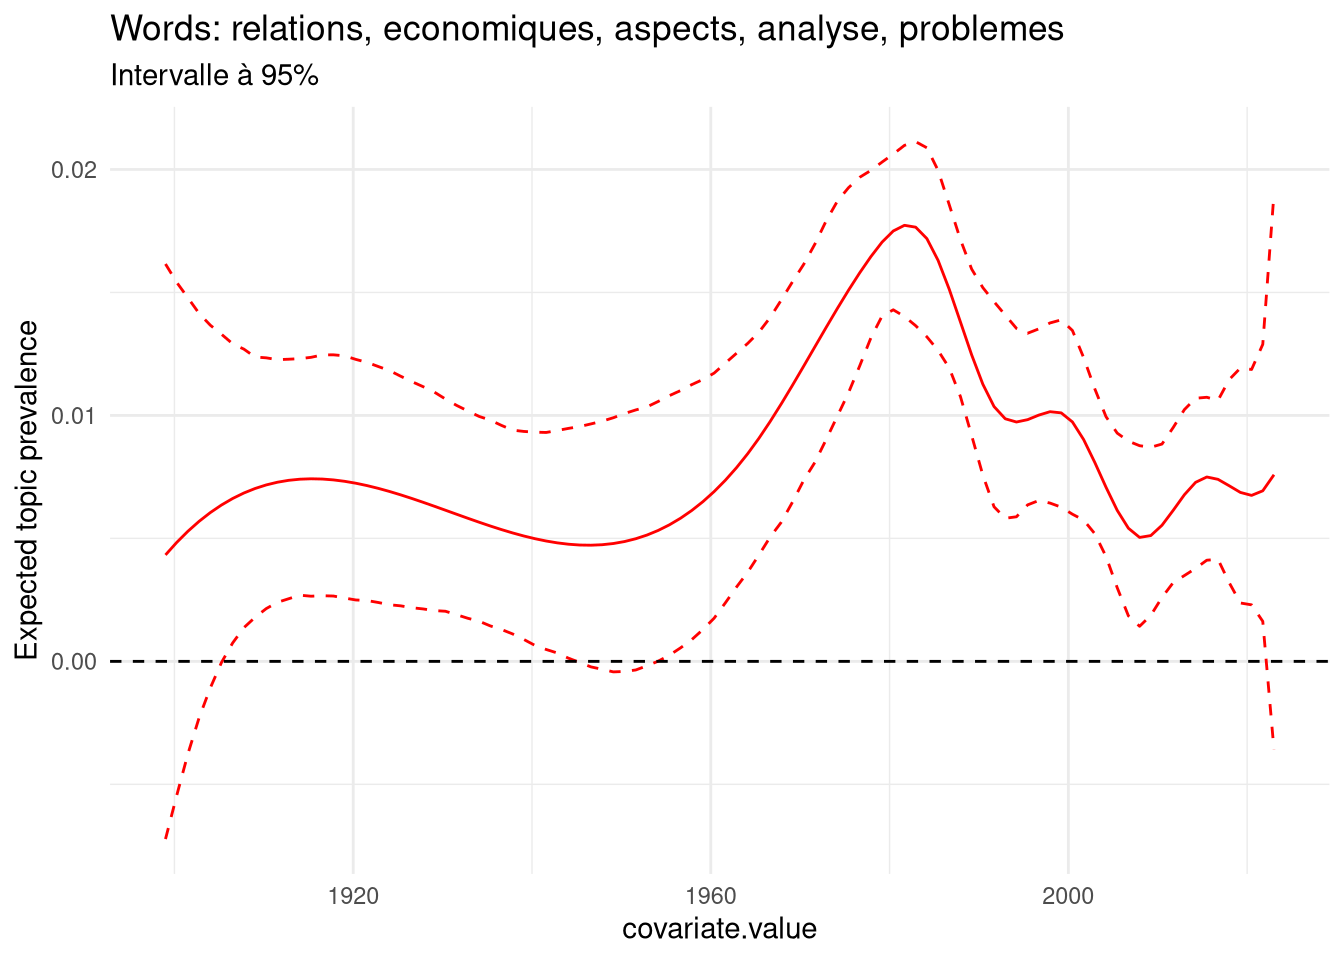 Words: relations, economiques, aspects, analyse, problemes
Intervalle à 95%
Expected topic prevalence
0.02
0.01
0.00
1920 1960 2000
covariate.value